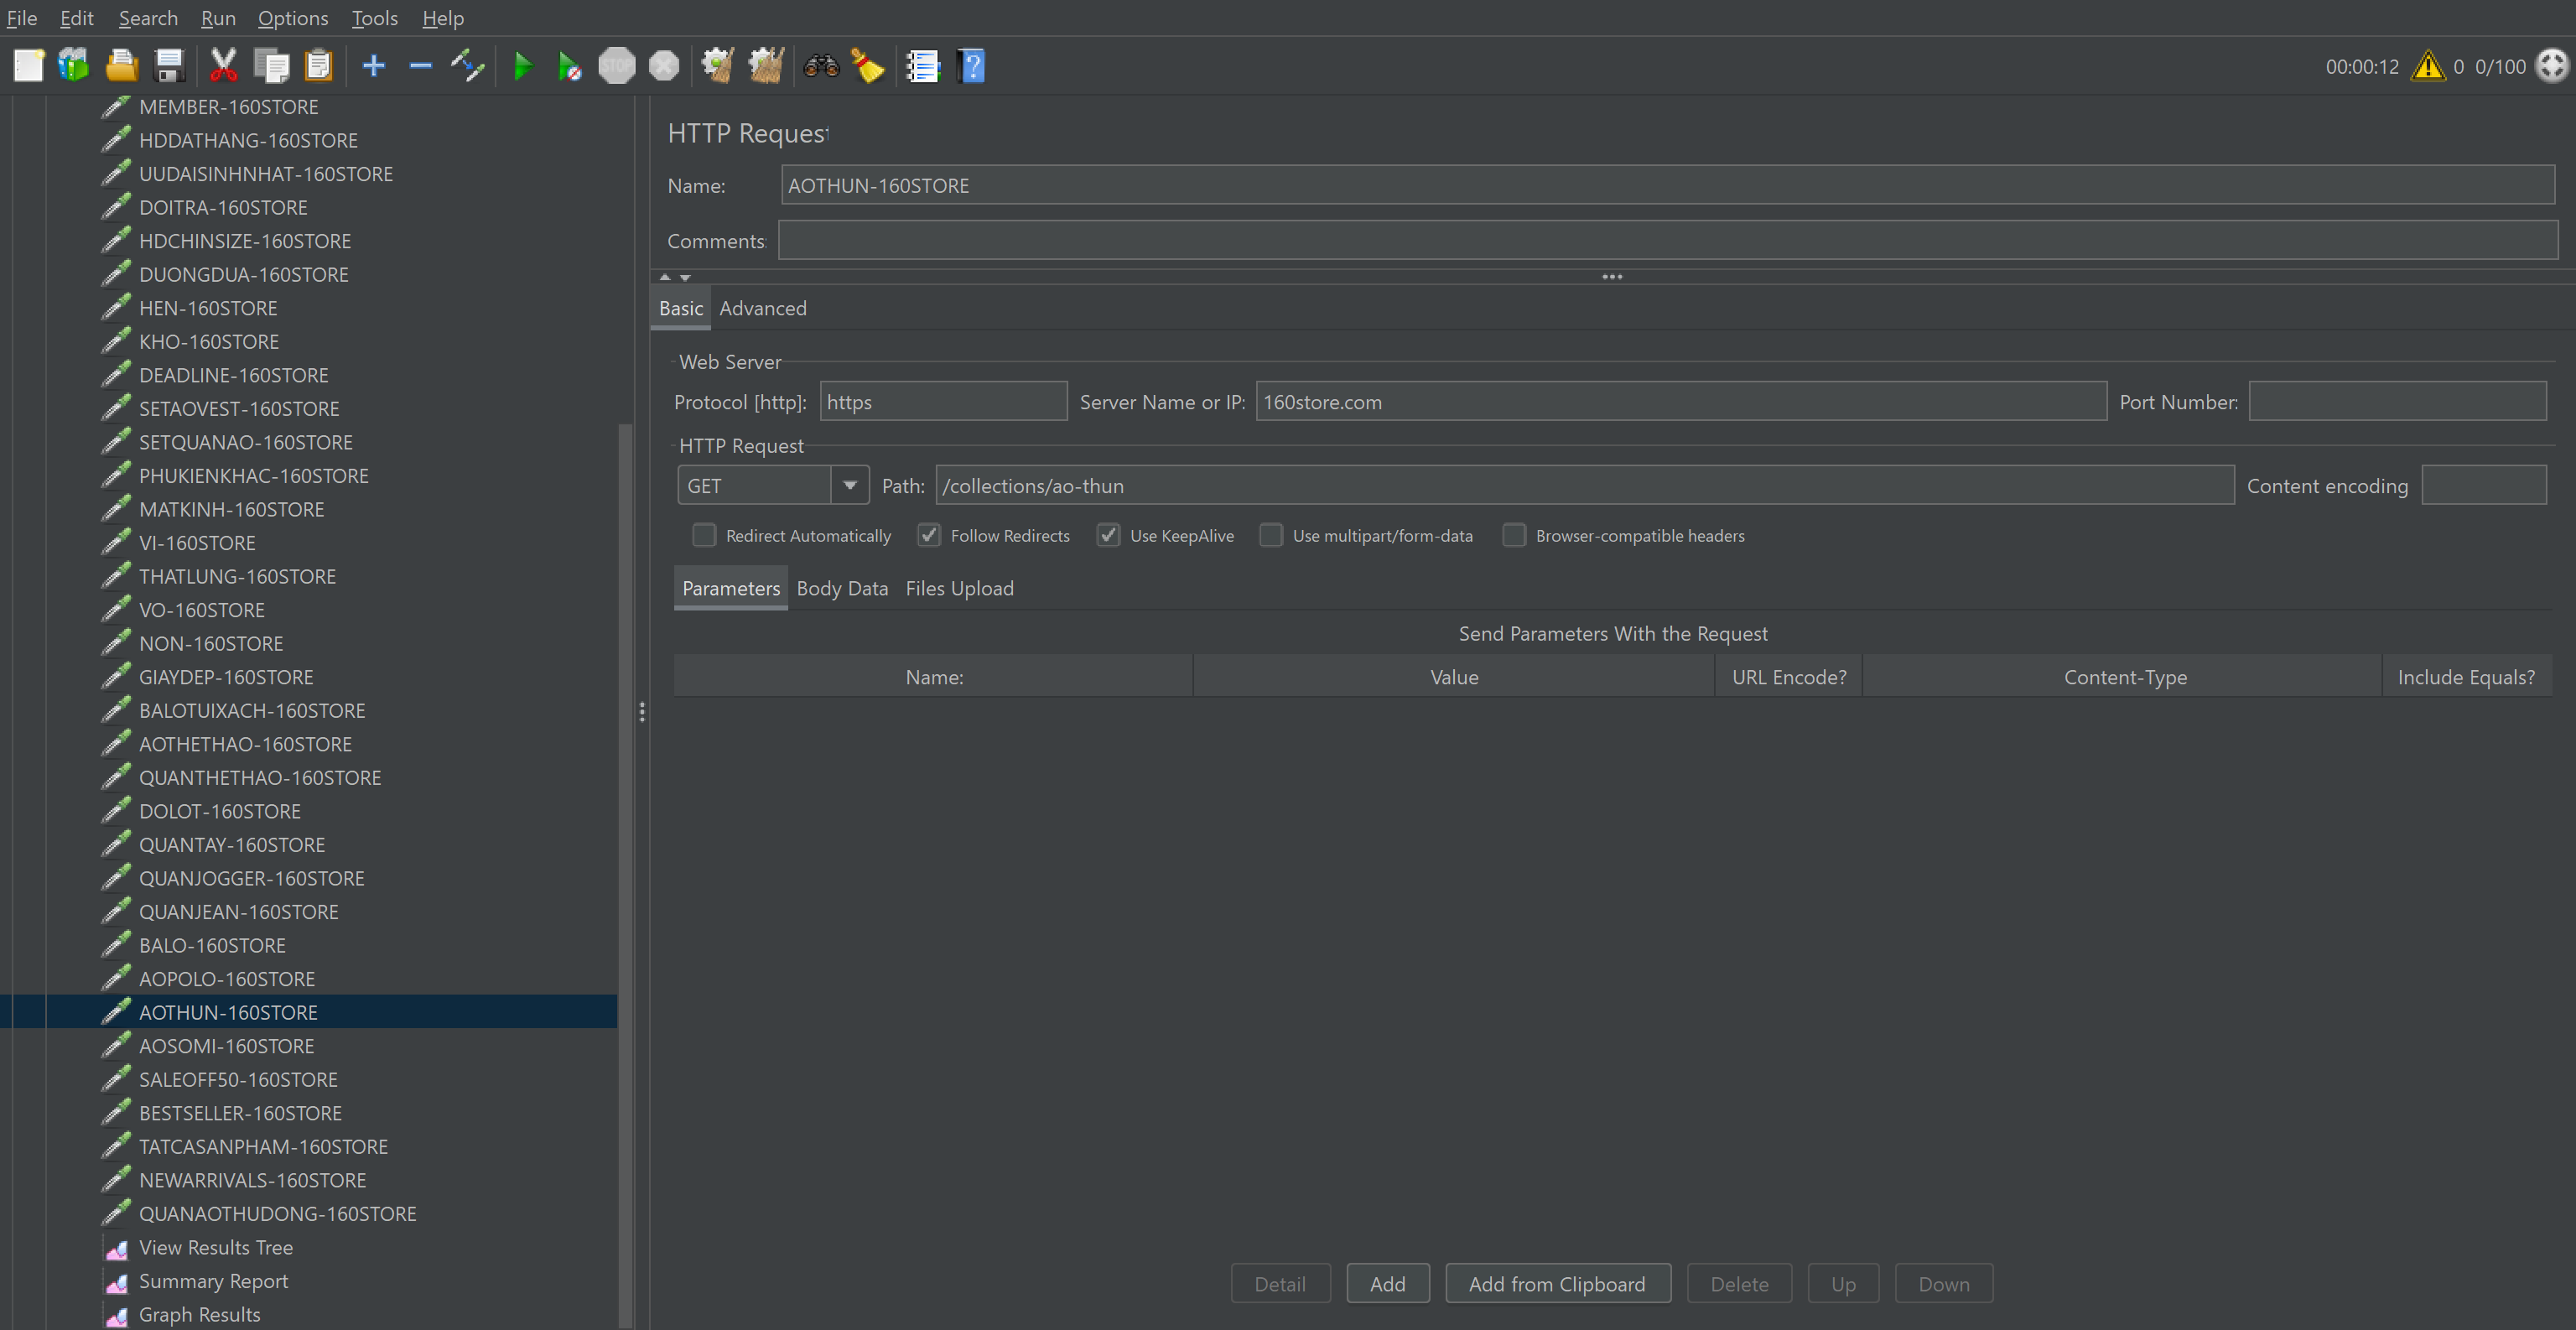 File Edit Search Run Options Tools Help
STOP
00:00:12 0 0/100
MEMBER-160STORE
HDDATHANG-160STORE
UUDAISINHNHAT-160STORE
DOITRA-160STORE
HDCHINSIZE-160STORE
DUONGDUA-160STORE
HEN-160STORE
KHO-160STORE
DEADLINE-160STORE
SETAOVEST-160STORE
SETQUANAO-160STORE
PHUKIENKHAC-160STORE
MATKINH-160STORE
VI-160STORE
THATLUNG-160STORE
VO-160STORE
NON-160STORE
GIAYDEP-160STORE
BALOTUIXACH-160STORE
AOTHETHAO-160STORE
QUANTHETHAO-160STORE
DOLOT-160STORE
QUANTAY-160STORE
QUANJOGGER-160STORE
QUANJEAN-160STORE
BALO-160STORE
AOPOLO-160STORE
AOTHUN-160STORE
AOSOMI-160STORE
SALEOFF50-160STORE
BESTSELLER-160STORE
TATCASANPHAM-160STORE
NEWARRIVALS-160STORE
QUANAOTHUDONG-160STORE
View Results Tree
Summary Report
Graph Results
HTTP Request
Name: AOTHUN-160STORE
Comments:
Basic Advanced
Web Server
Protocol [http]: https Server Name or IP: 160store.com Port Number:
HTTP Request
GET Path: /collections/ao-thun Content encoding
Redirect Automatically Follow Redirects Use KeepAlive Use multipart/form-data Browser-compatible headers
Parameters Body Data Files Upload
Send Parameters With the Request
Name: Value URL Encode? Content-Type Include Equals?
Detail Add Add from Clipboard Delete Up Down